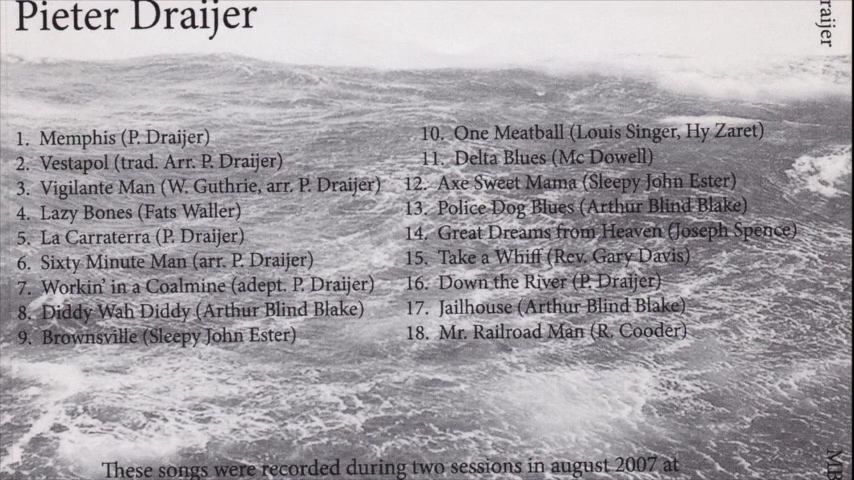 Pieter Draijer
1. Memphis (P. Draijer)
2. Vestapol (trad. Arr. P. Draijer)
3. Vigilante Man (W. Guthrie, arr. P. Draijer)
4. Lazy Bones (Fats Waller)
5. La Carraterra (P. Draijer)
6. Sixty Minute Man (arr. P. Draijer)
7. Workin' in a Coalmine (adept. P. Draijer)
8. Diddy Wah Diddy (Arthur Blind Blake)
9. Brownsville (Sleepy John Ester)
10. One Meatball (Louis Singer, Hy Zaret)
11. Delta Blues (Mc Dowell)
12. Axe Sweet Mama (Sleepy John Ester)
13. Police Dog Blues (Arthur Blind Blake)
14. Great Dreams from Heaven (Joseph Spence)
15. Take a Whiff (Rev. Gary Davis)
16. Down the River (P. Draijer)
17. Jailhouse (Arthur Blind Blake)
18. Mr. Railroad Man (R. Cooder)
These songs were recorded during two sessions in august 2007 at
raijer